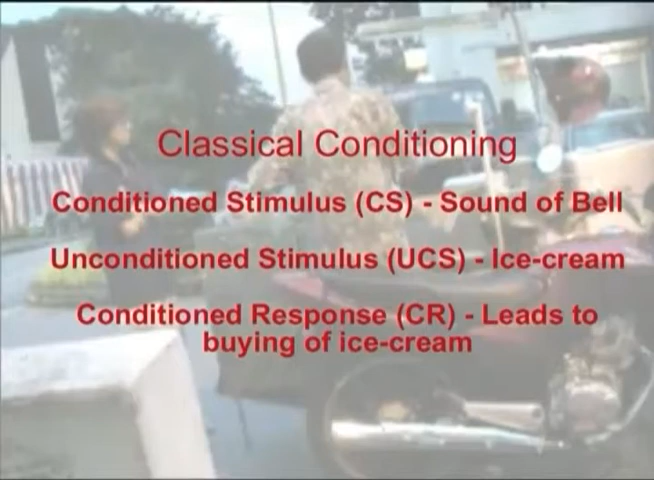 Classical Conditioning
Conditioned Stimulus (CS) - Sound of Bell
Unconditioned Stimulus (UCS) - Ice-cream
Conditioned Response (CR) - Leads to
buying of ice-cream